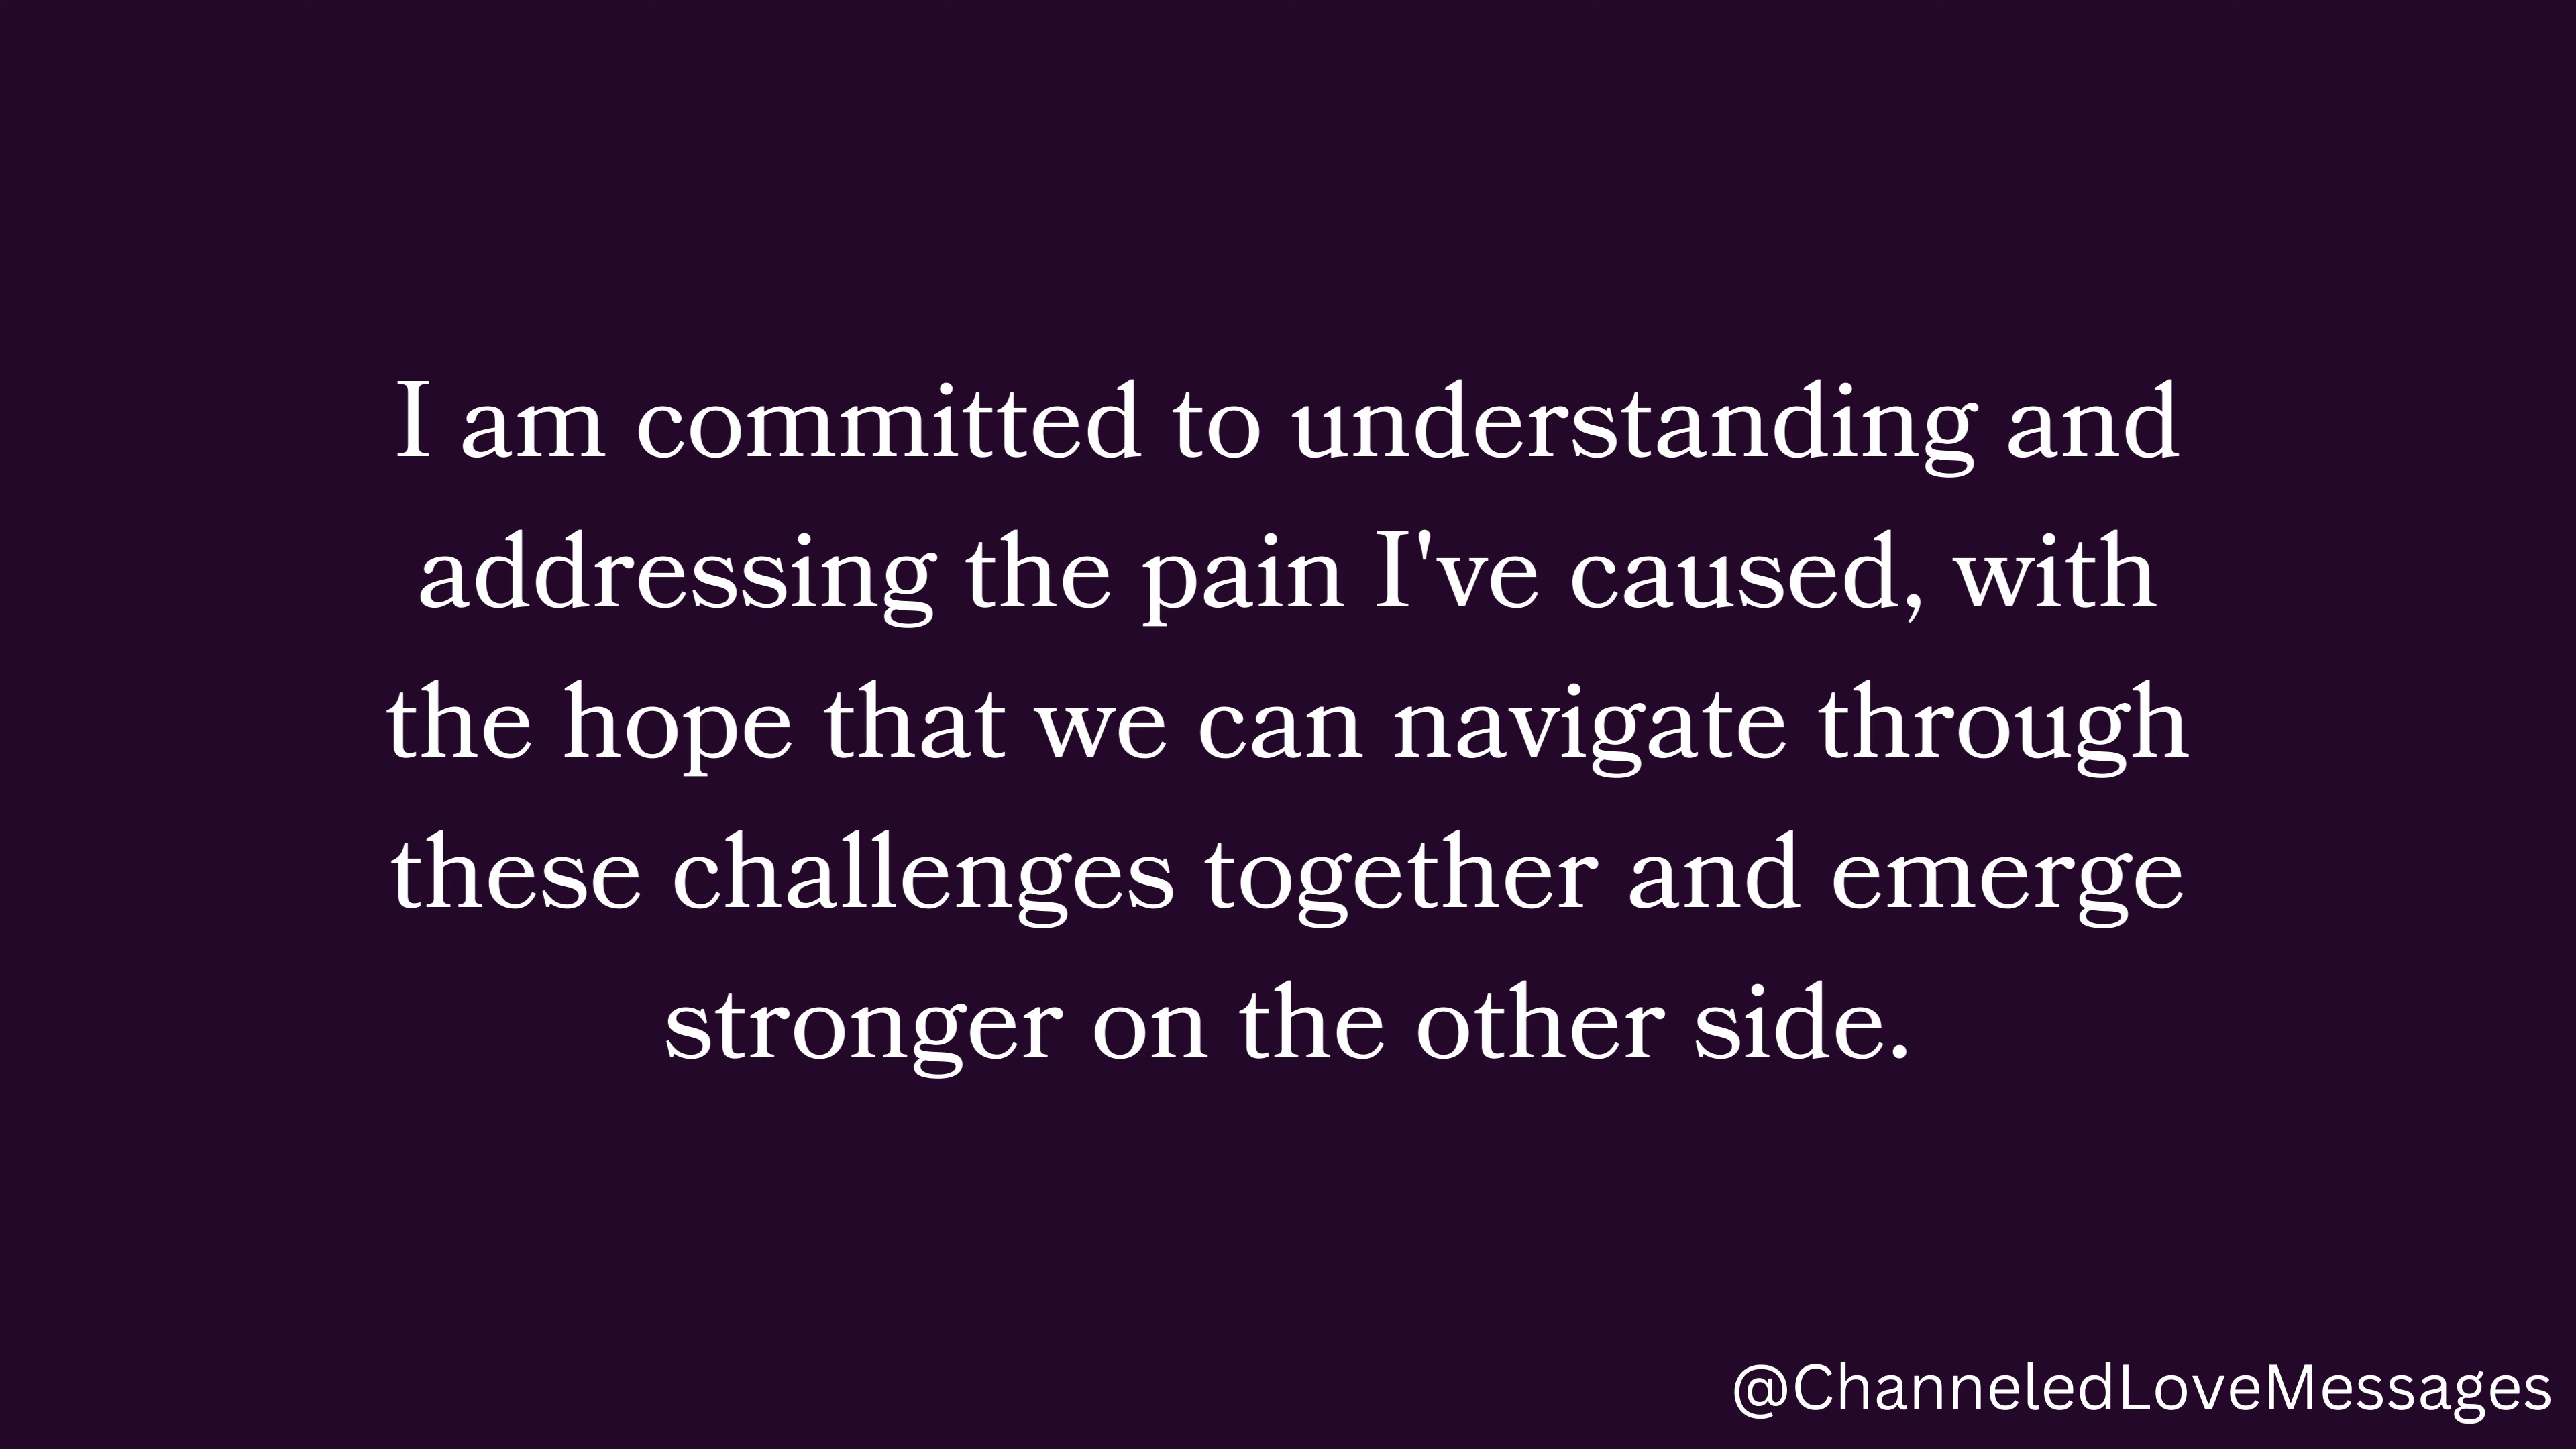 I am committed to understanding and
addressing the pain I've caused, with
the hope that we can navigate through
these challenges together and emerge
stronger on the other side.
@ChanneledLoveMessages